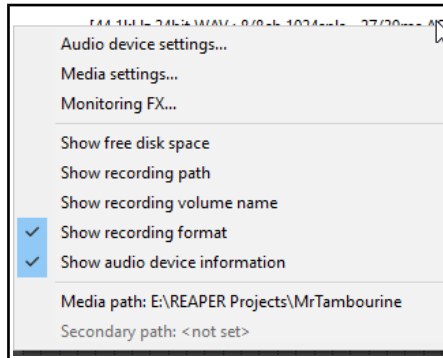 Audio device settings...
Media settings...
Monitoring FX...
Show free disk space
Show recording path
Show recording volume name
Show recording format
Show audio device information
Media path: E:\REAPER Projects\MrTambourine
Secondary path: <not set>